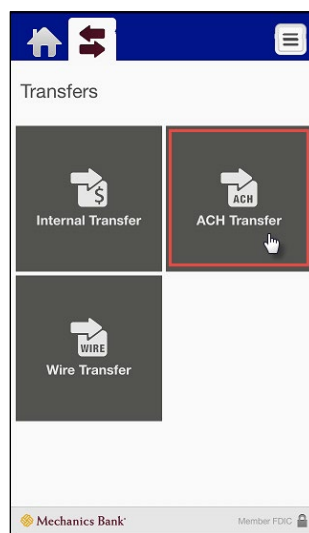 Transfers
$
Internal Transfer
ACH
ACH Transfer
WIRE
Wire Transfer
Mechanics Bank
Member FDIC